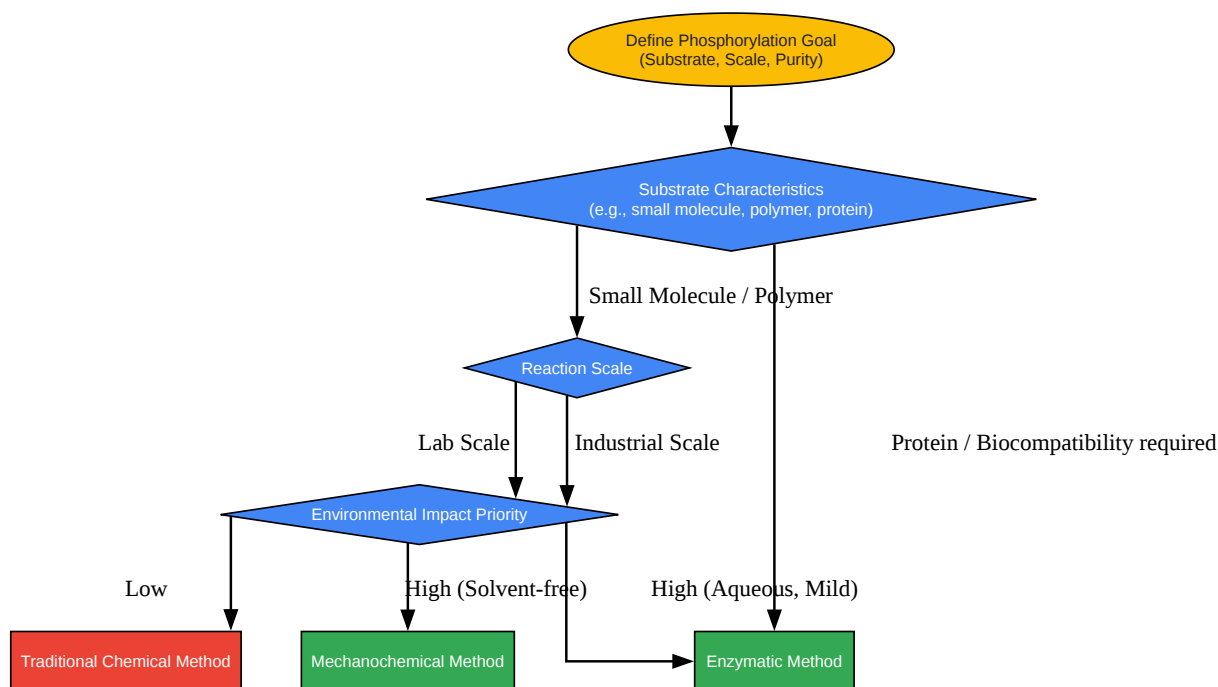 Define Phosphorylation Goal
(Substrate, Scale, Purity)
Substrate Characteristics
(e.g., small molecule, polymer, protein)
Small Molecule / Polymer
Reaction Scale
Lab Scale
Industrial Scale
Protein / Biocompatibility required
Environmental Impact Priority
Low
High (Solvent-free)
High (Aqueous, Mild)
Traditional Chemical Method
Mechanochemical Method
Enzymatic Method